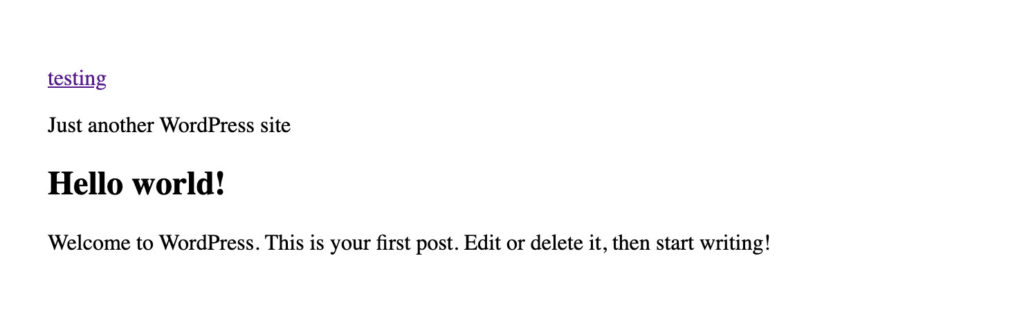 testing
Just another WordPress site
Hello world!
Welcome to WordPress. This is your first post. Edit or delete it, then start writing!